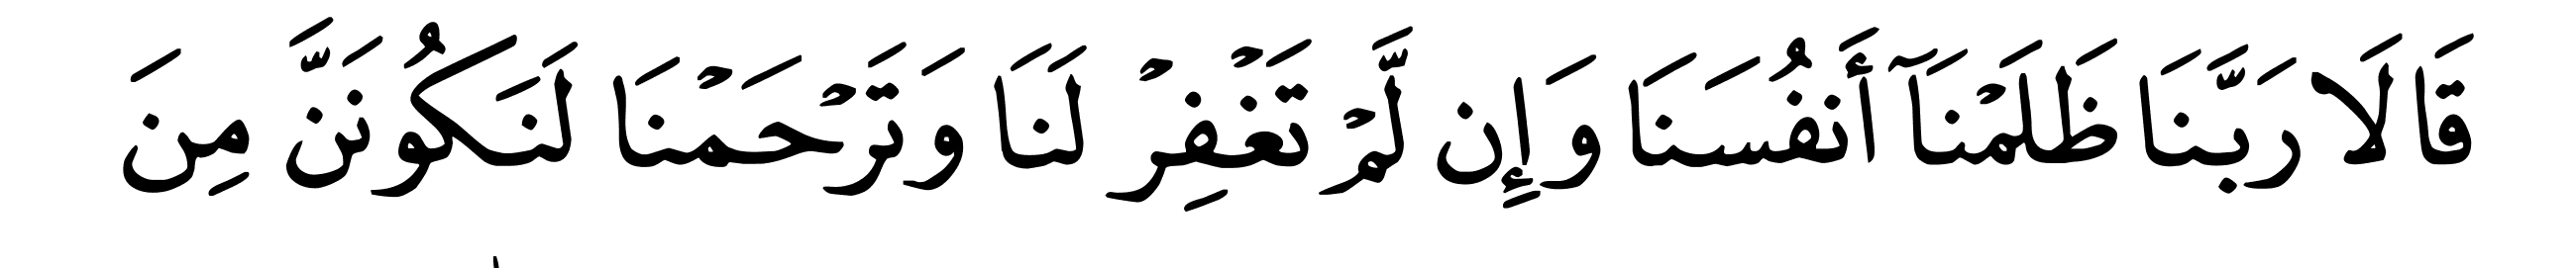 قَالَا رَبَّنَا ظَلَمۡنَآ أَنفُسَنَا وَإِن لَّمۡ تَغۡفِرۡ لَنَا وَتَرۡحَمۡنَا لَنَكُونَنَّ مِنَ